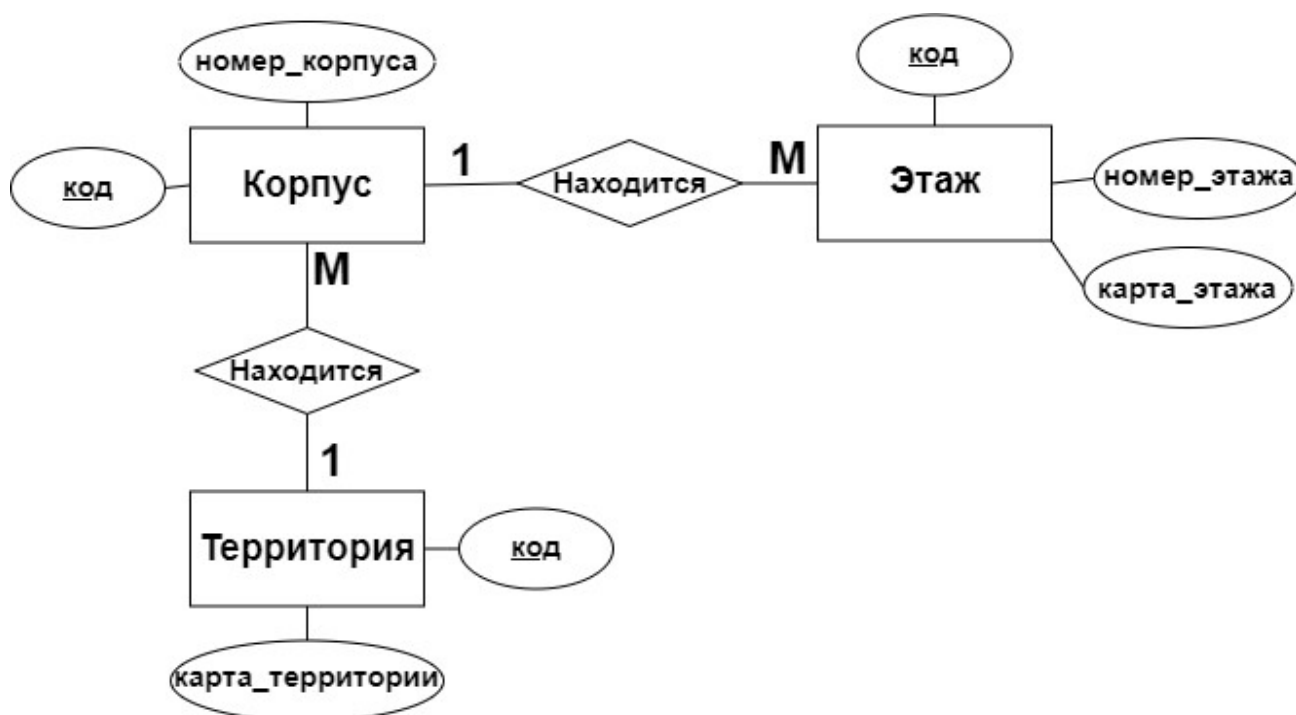 код
номер_корпуса
код
Корпус
1
Находится
М
Этаж
номер_этажа
карта_этажа
М
Находится
1
Территория
код
карта_территории